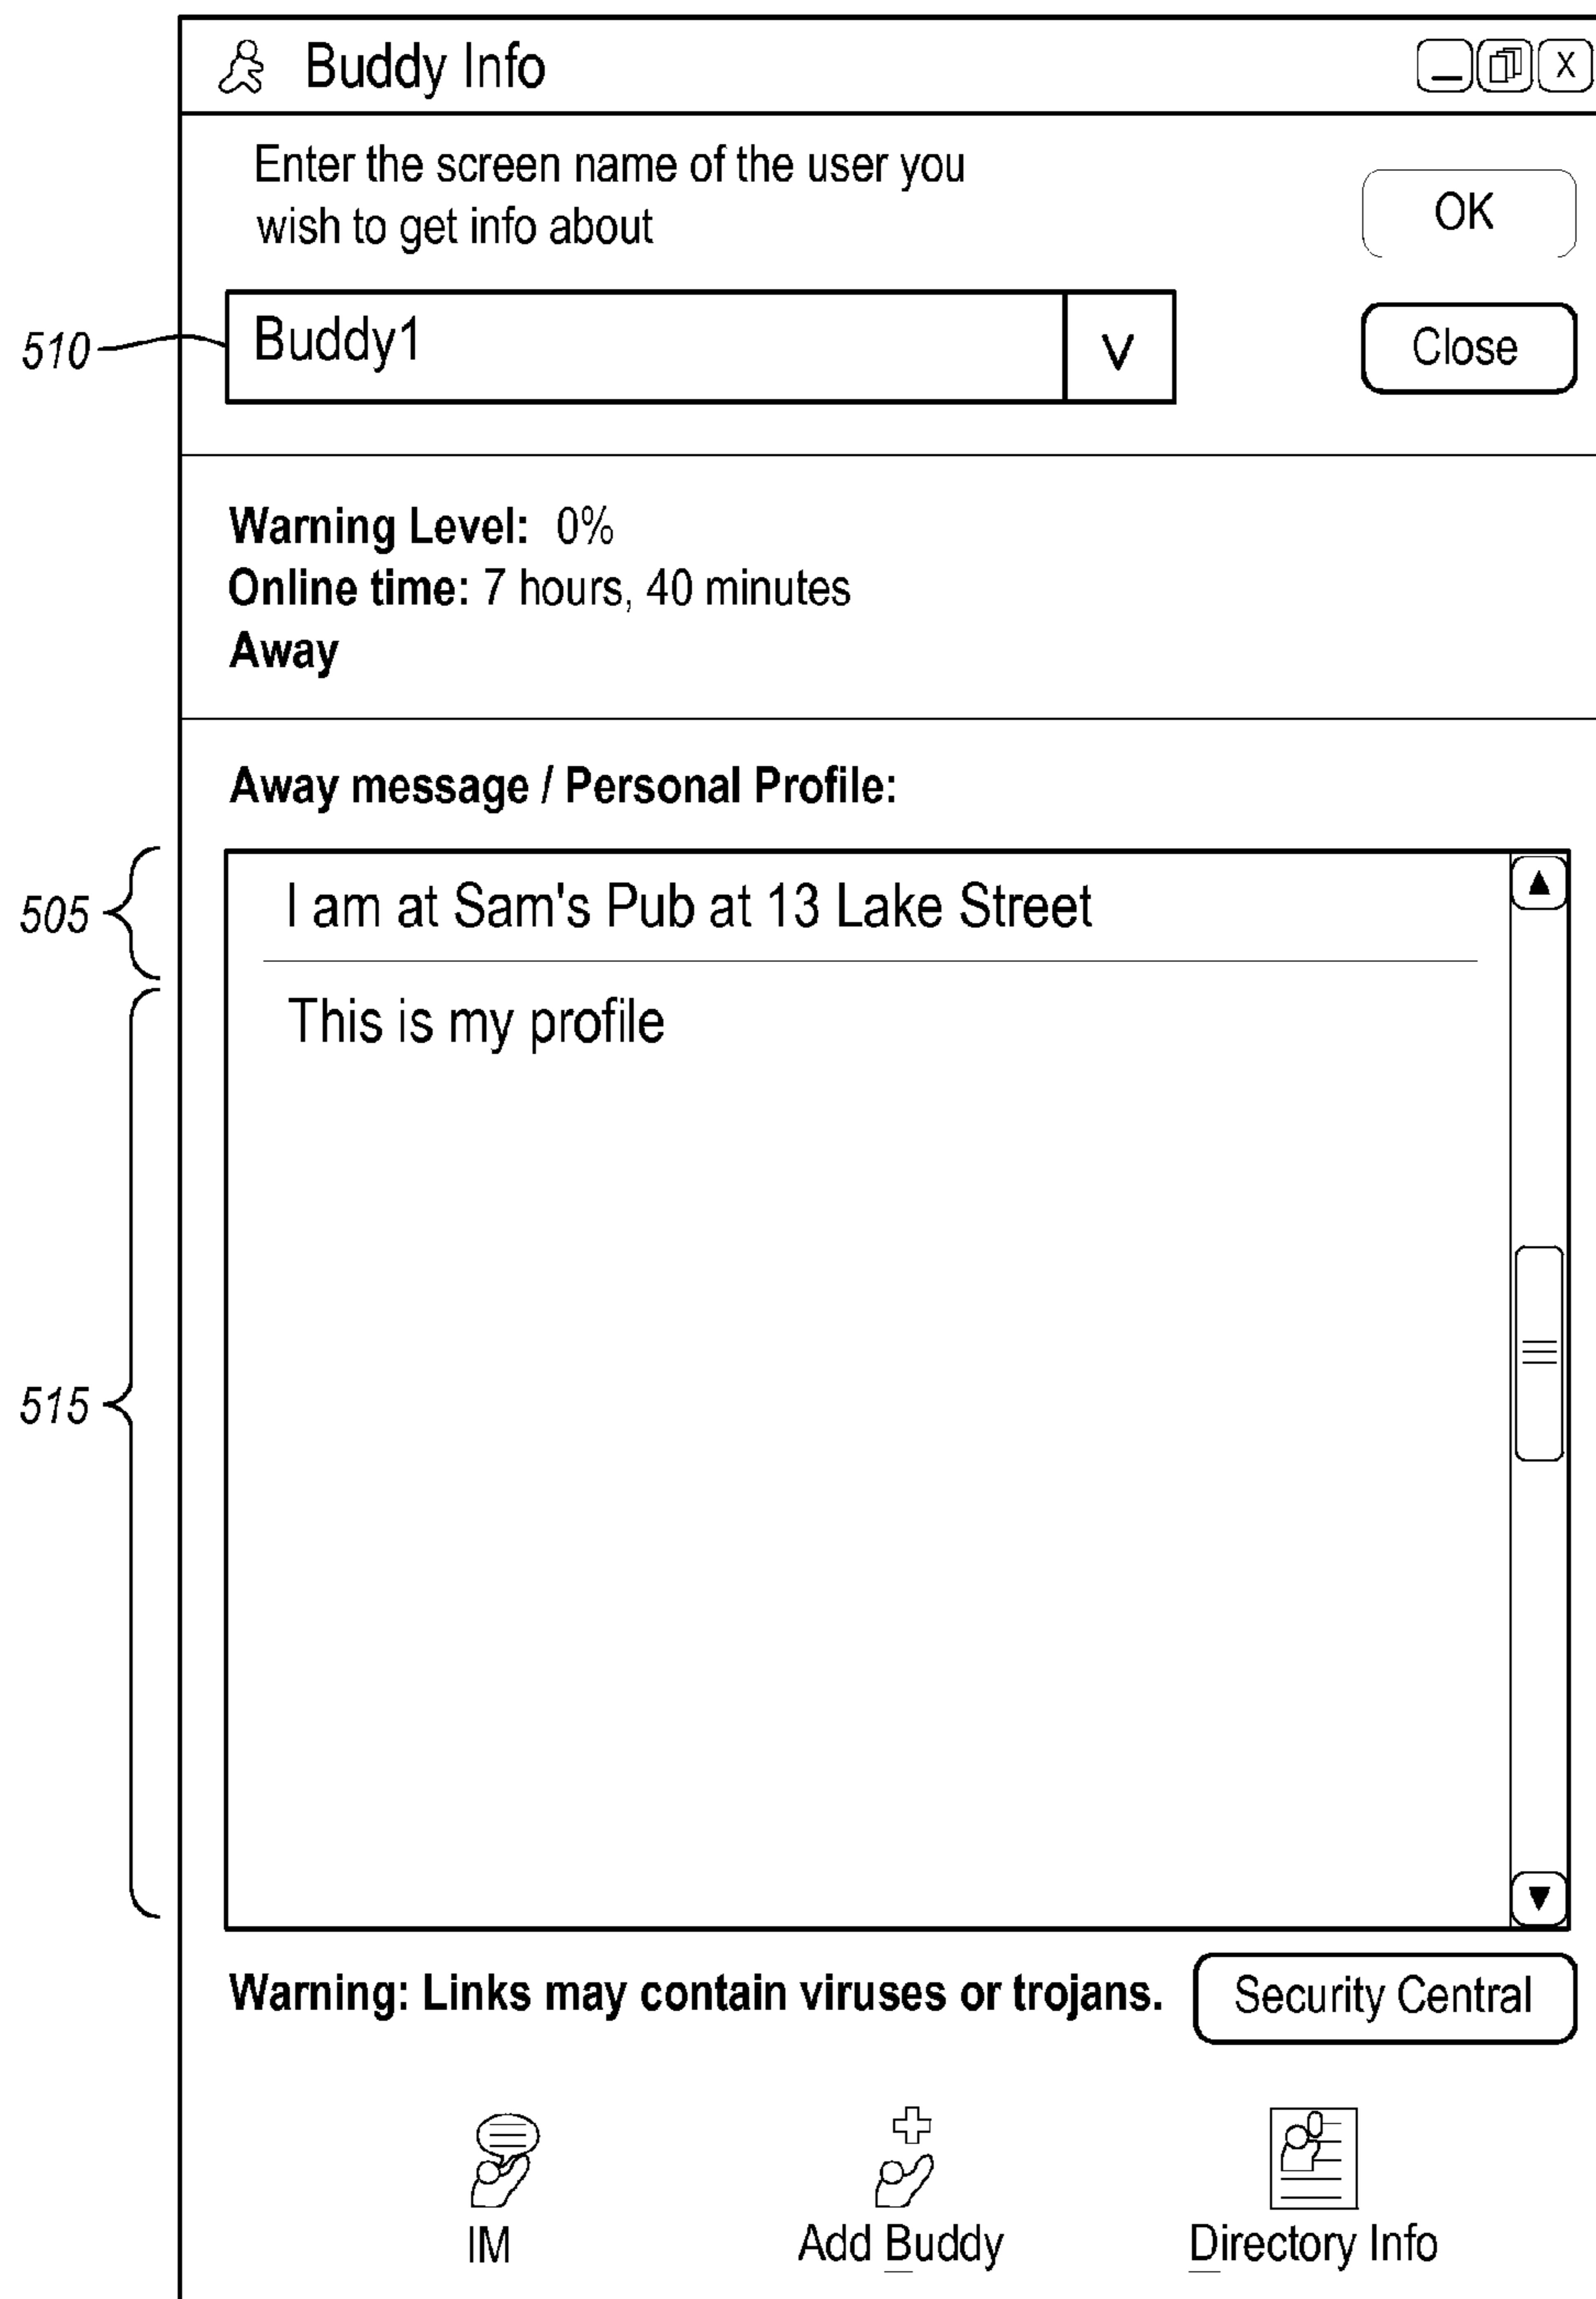 Buddy Info
X
Enter the screen name of the user you
wish to get info about
OK
510
Buddy1
V
Close
Warning Level: 0%
Online time: 7 hours, 40 minutes
Away
Away message / Personal Profile:
505
I am at Sam's Pub at 13 Lake Street
This is my profile
515
Warning: Links may contain viruses or trojans.
Security Central
IM
Add Buddy
Directory Info